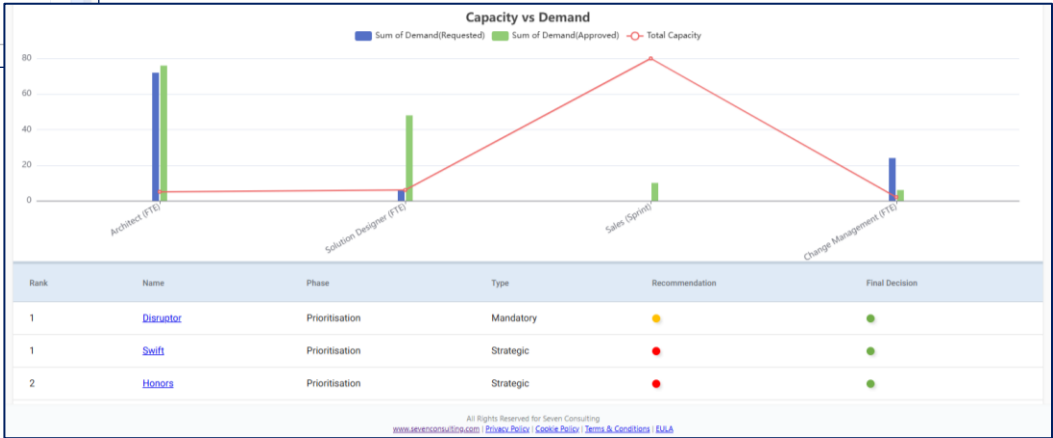 Capacity vs Demand
Sum of Demand(Requested) Sum of Demand(Approved) Total Capacity
80
60
40
20
0
Architect (FTE) Solution Designer (FTE) Sales (Sprint) Change Management (FTE)
Rank Name Phase Type Recommendation Final Decision
1 Disruptor Prioritisation Mandatory
1 Swift Prioritisation Strategic
2 Honors Prioritisation Strategic
All Rights Reserved for Seven Consulting
www.sevenconsulting.com | Privacy Policy | Cookie Policy | Terms & Conditions | EULA